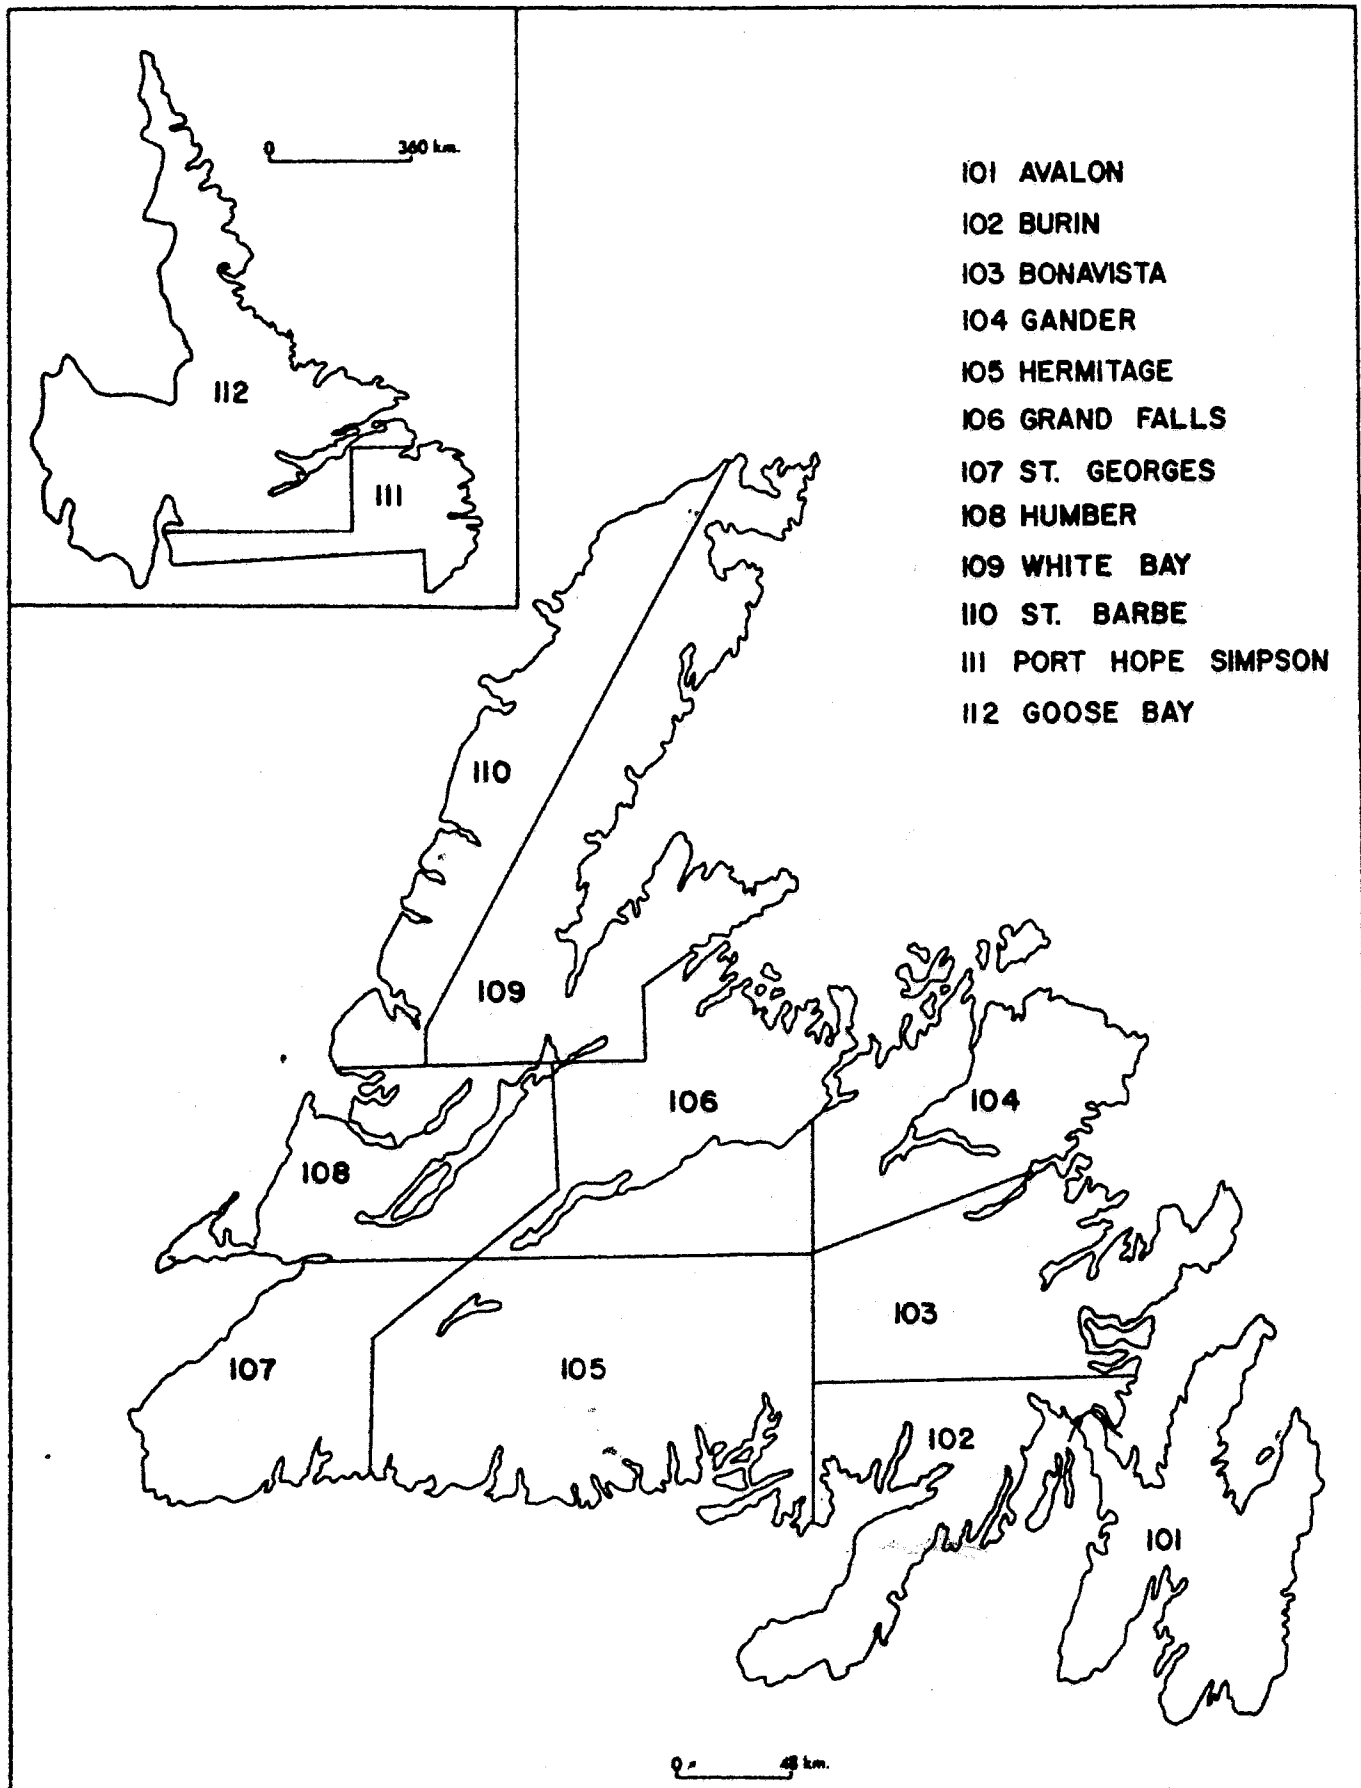 0 360 km.
112
111
101 AVALON
102 BURIN
103 BONAVISTA
104 GANDER
105 HERMITAGE
106 GRAND FALLS
107 ST. GEORGES
108 HUMBER
109 WHITE BAY
110 ST. BARBE
111 PORT HOPE SIMPSON
112 GOOSE BAY
110
109
106
104
108
103
107
105
102
101
0 48 km.